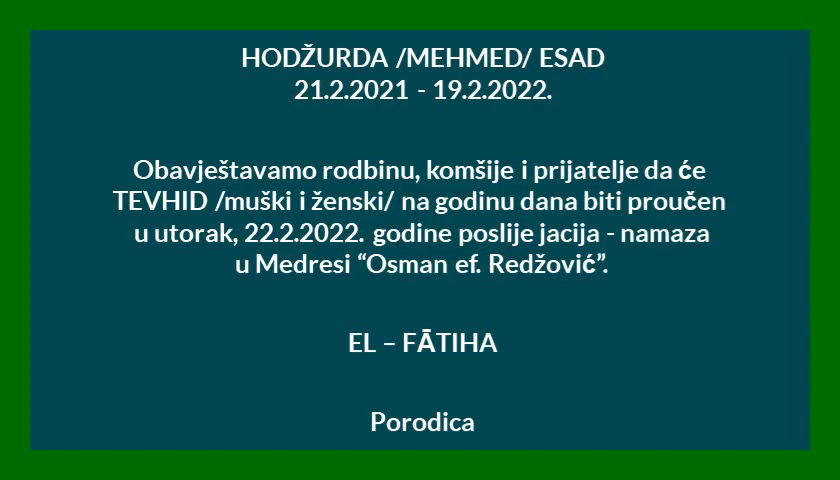 HODŽURDA /MEHMED/ ESAD
21.2.2021 - 19.2.2022.
Obavještavamo rodbinu, komšije i prijatelje da će
TEVHID /muški i ženski/ na godinu dana biti proučen
u utorak, 22.2.2022. godine poslije jacija - namaza
u Medresi “Osman ef. Redžović”.
EL – FĀTIHA
Porodica